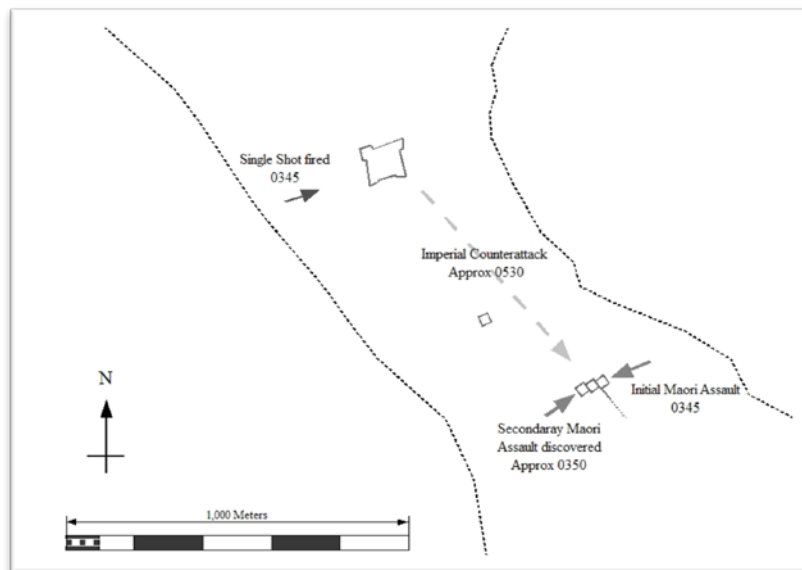 Single Shot fired
0345
Imperial Counterattack
Approx 0530
Initial Maori Assault
0345
Secondaray Maori
Assault discovered
Approx 0350
N
1,000 Meters